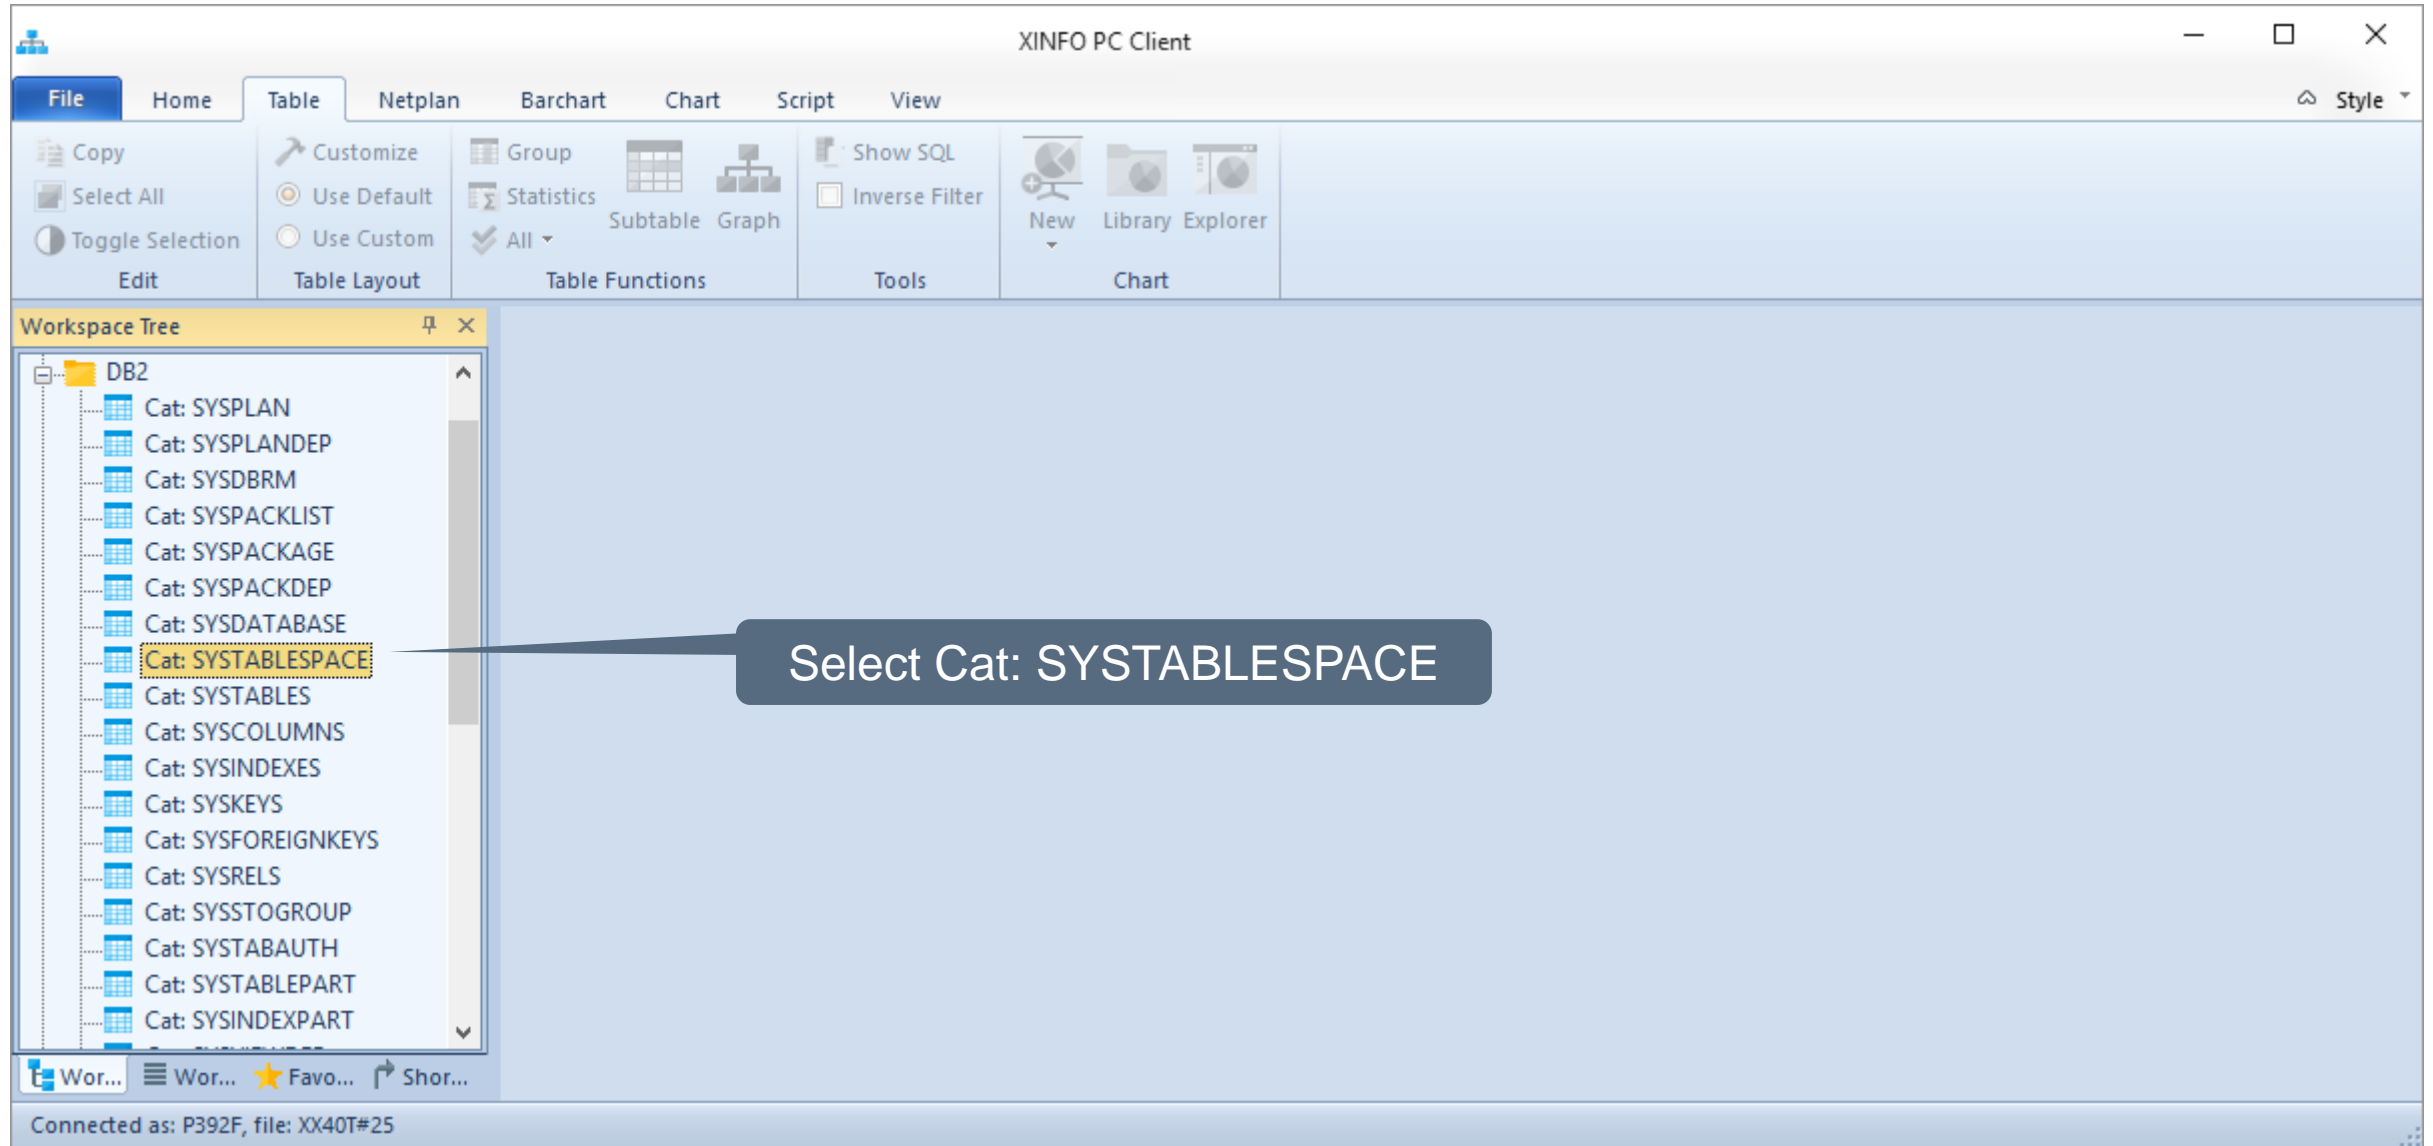 XINFO PC Client
File Home Table Netplan Barchart Chart Script View Style
Copy
Select All
Toggle Selection
Edit
Customize
Use Default
Use Custom
Table Layout
Group
Statistics
All
Subtable Graph
Table Functions
Show SQL
Inverse Filter
Tools
New Library Explorer
Chart
Workspace Tree
DB2
Cat: SYSPLAN
Cat: SYSPLANDEP
Cat: SYSDBRM
Cat: SYSPACKLIST
Cat: SYSPACKAGE
Cat: SYSPACKDEP
Cat: SYSDATABASE
Cat: SYSTABLESPACE
Select Cat: SYSTABLESPACE
Cat: SYSTABLES
Cat: SYSCOLUMNS
Cat: SYSINDEXES
Cat: SYSKEYS
Cat: SYSFOREIGNKEYS
Cat: SYSRELS
Cat: SYSSTOGROUP
Cat: SYSTABAUTH
Cat: SYSTABLEPART
Cat: SYSINDEXPART
Wor... Wor... Favo... Shor...
Connected as: P392F, file: XX40T#25